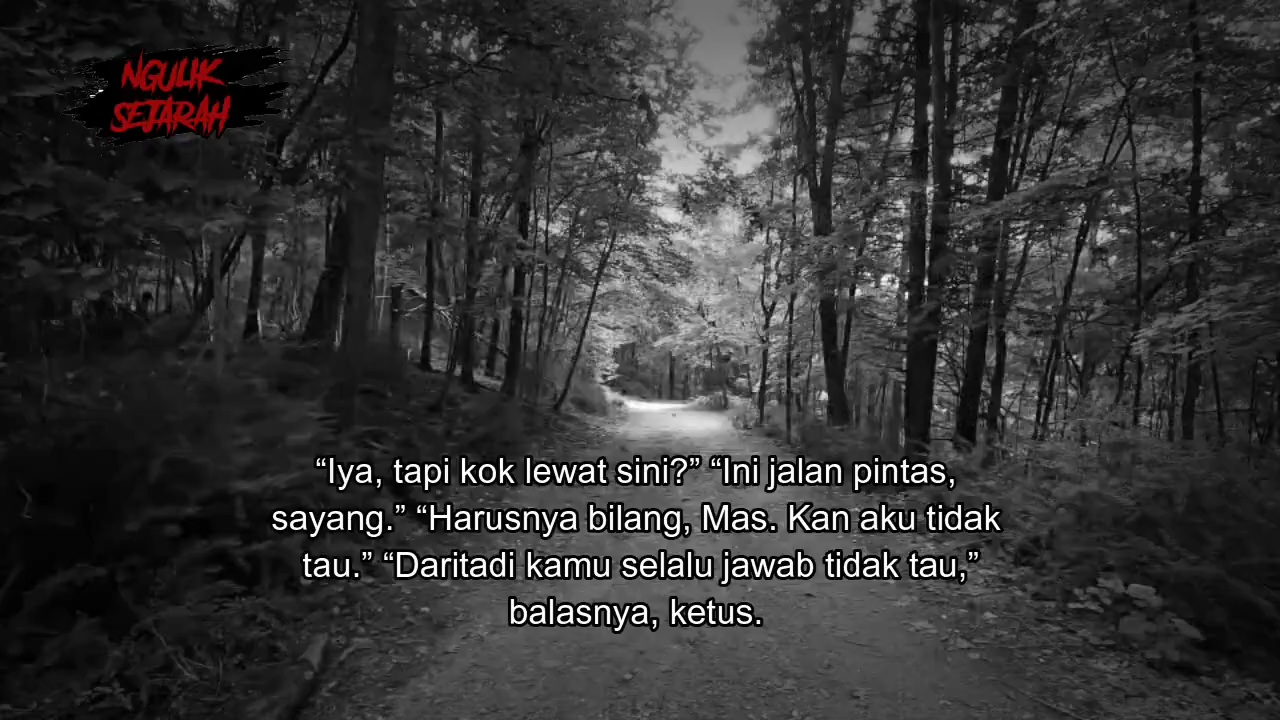 NGULIK
SEJARAH
“Iya, tapi kok lewat sini?” “Ini jalan pintas,
sayang.” “Harusnya bilang, Mas. Kan aku tidak
tau.” “Daritadi kamu selalu jawab tidak tau,”
balasnya, ketus.